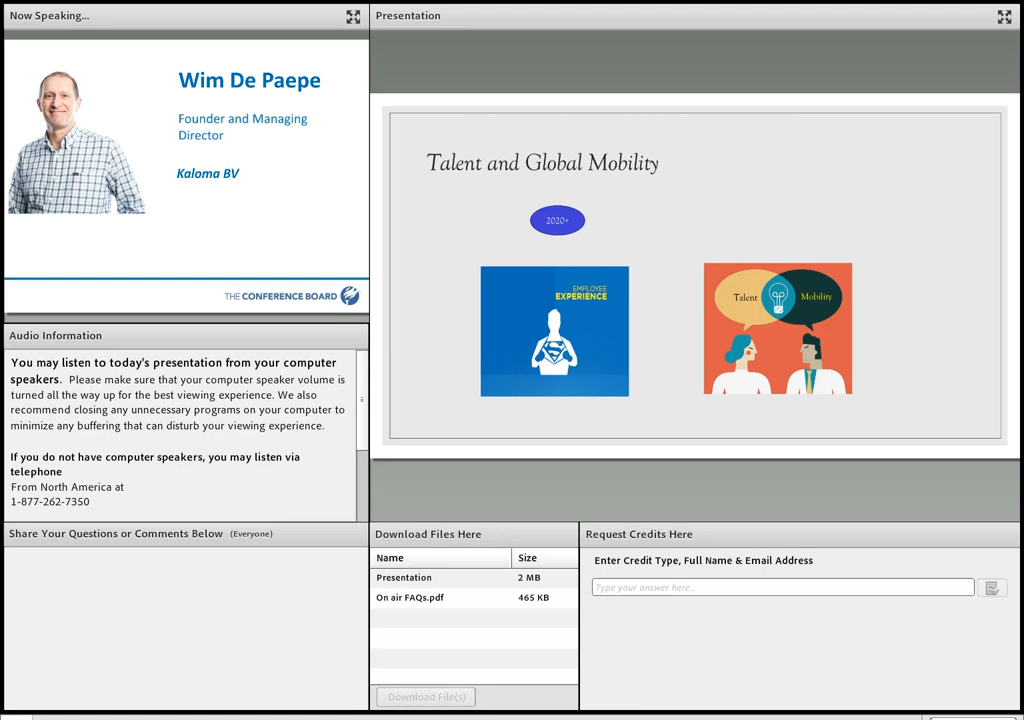 Now Speaking...
Wim De Paepe
Founder and Managing
Director
Kaloma BV
THE CONFERENCE BOARD
Audio Information
You may listen to today's presentation from your computer
speakers. Please make sure that your computer speaker volume is
turned all the way up for the best viewing experience. We also
recommend closing any unnecessary programs on your computer to
minimize any buffering that can disturb your viewing experience.
If you do not have computer speakers, you may listen via
telephone
From North America at
1-877-262-7350
Share Your Questions or Comments Below (Everyone)
Presentation
Talent and Global Mobility
2020+
EMPLOYEE
EXPERIENCE
Talent
Mobility
Download Files Here
Name Size
Presentation 2 MB
On air FAQs.pdf 465 KB
Download File(s)
Request Credits Here
Enter Credit Type, Full Name & Email Address
Type your answer here...